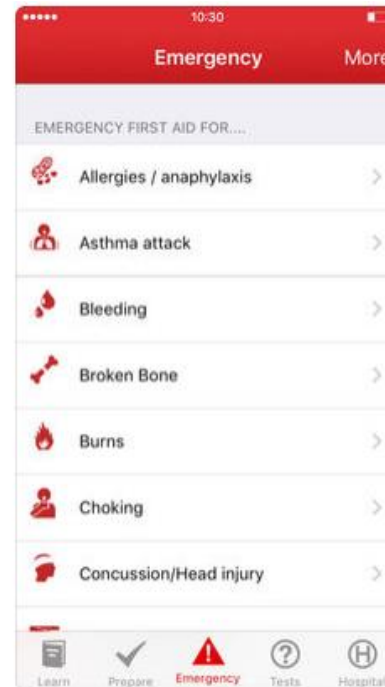 10:30
Emergency
More
EMERGENCY FIRST AID FOR....
Allergies / anaphylaxis
Asthma attack
Bleeding
Broken Bone
Burns
Choking
Concussion/Head injury
Learn Prepare Emergency Tests Hospital